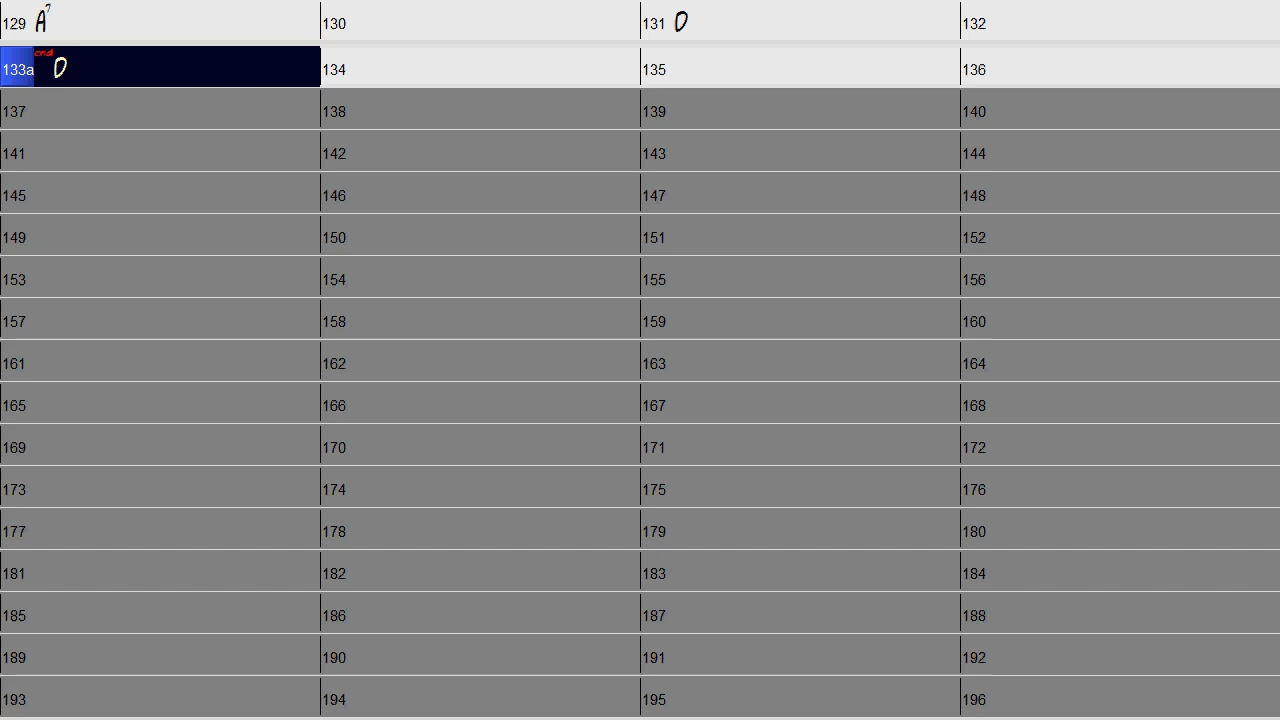 129 A7 130 131 D 132
133a end D 134 135 136
137 138 139 140
141 142 143 144
145 146 147 148
149 150 151 152
153 154 155 156
157 158 159 160
161 162 163 164
165 166 167 168
169 170 171 172
173 174 175 176
177 178 179 180
181 182 183 184
185 186 187 188
189 190 191 192
193 194 195 196